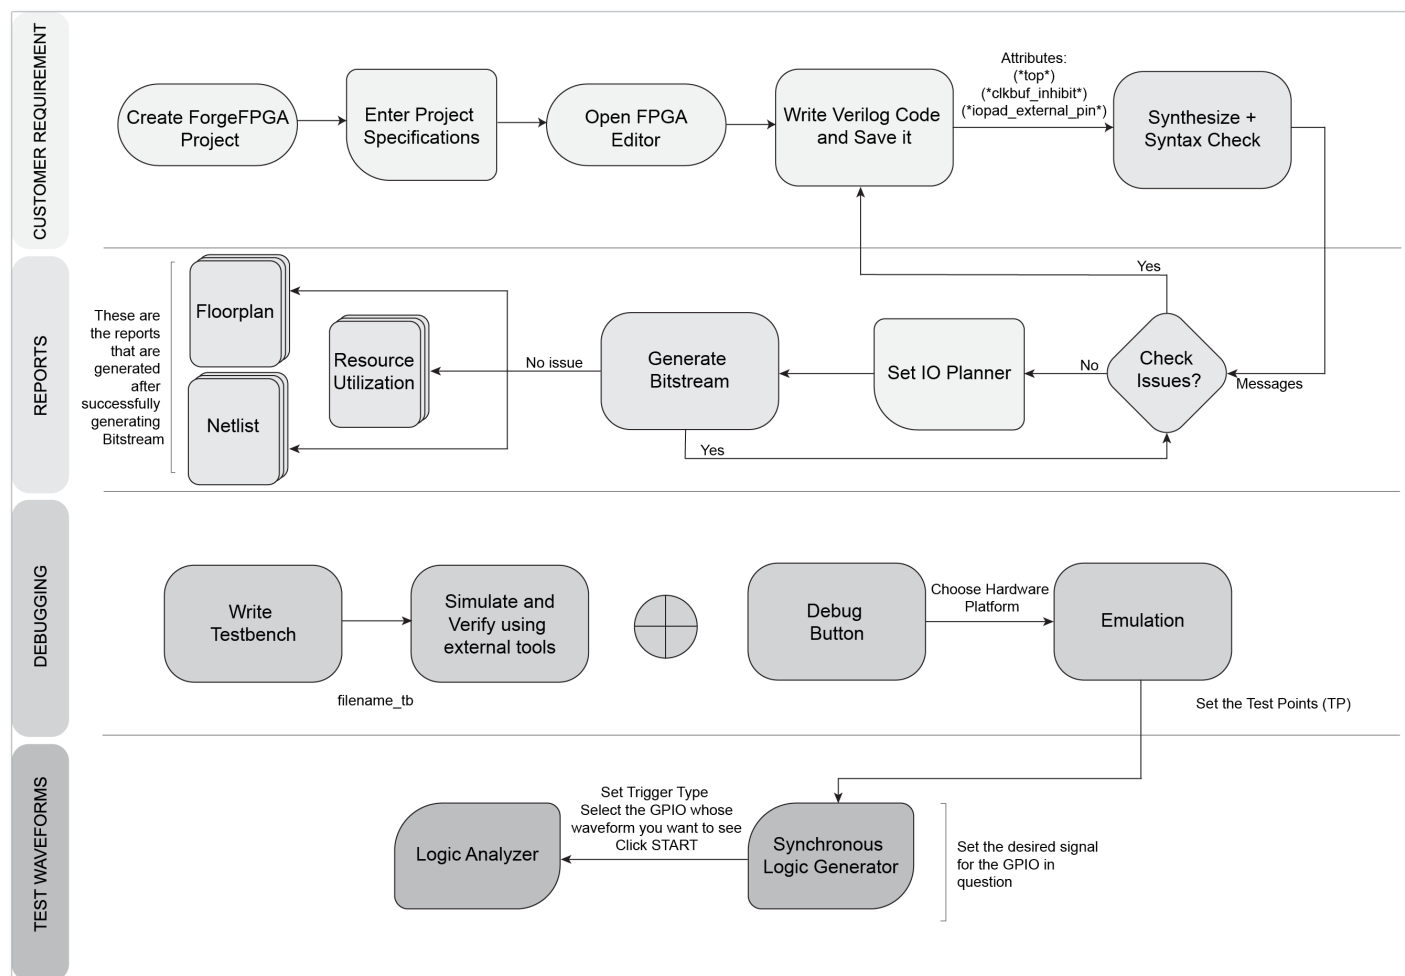 CUSTOMER REQUIREMENT
Create ForgeFPGA
Project
Enter Project
Specifications
Open FPGA
Editor
Write Verilog Code
and Save it
Attributes:
(*top*)
(*clkbuf_inhibit*)
(*iopad_external_pin*)
Synthesize +
Syntax Check
REPORTS
These are
the reports
that are
generated
after
successfully
generating
Bitstream
Floorplan
Netlist
Resource
Utilization
No issue
Generate
Bitstream
Yes
Set IO Planner
No
Check
Issues?
Yes
Messages
DEBUGGING
Write
Testbench
filename_tb
Simulate and
Verify using
external tools
Debug
Button
Choose Hardware
Platform
Emulation
Set the Test Points (TP)
TEST WAVEFORMS
Logic Analyzer
Set Trigger Type
Select the GPIO whose
waveform you want to see
Click START
Synchronous
Logic Generator
Set the desired signal
for the GPIO in
question